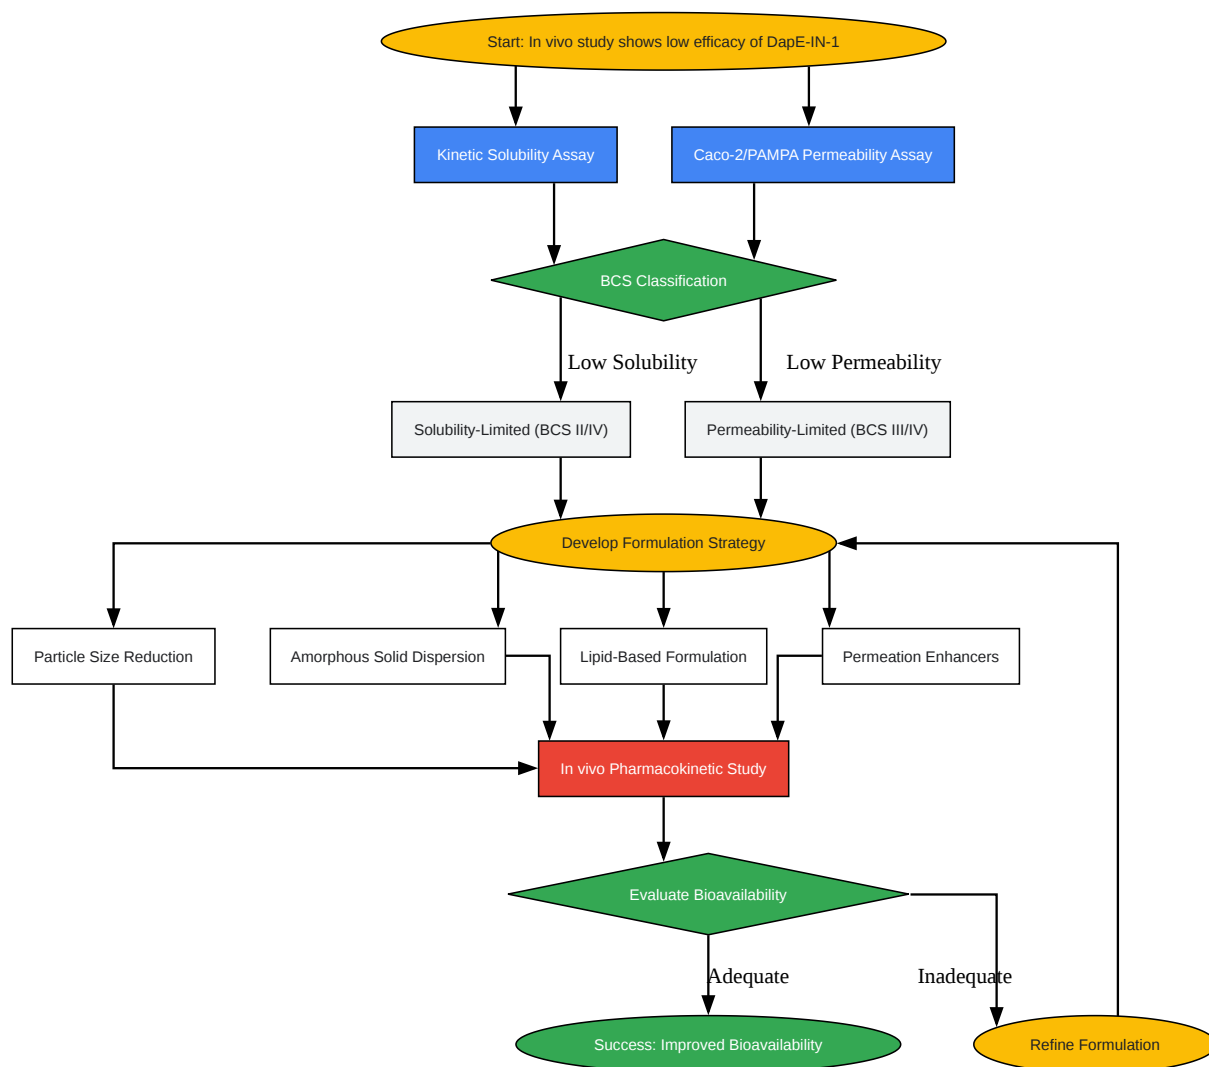 Start: In vivo study shows low efficacy of DapE-IN-1
Kinetic Solubility Assay
Caco-2/PAMPA Permeability Assay
BCS Classification
Low Solubility
Low Permeability
Solubility-Limited (BCS II/IV)
Permeability-Limited (BCS III/IV)
Develop Formulation Strategy
Particle Size Reduction
Amorphous Solid Dispersion
Lipid-Based Formulation
Permeation Enhancers
In vivo Pharmacokinetic Study
Evaluate Bioavailability
Adequate
Inadequate
Success: Improved Bioavailability
Refine Formulation